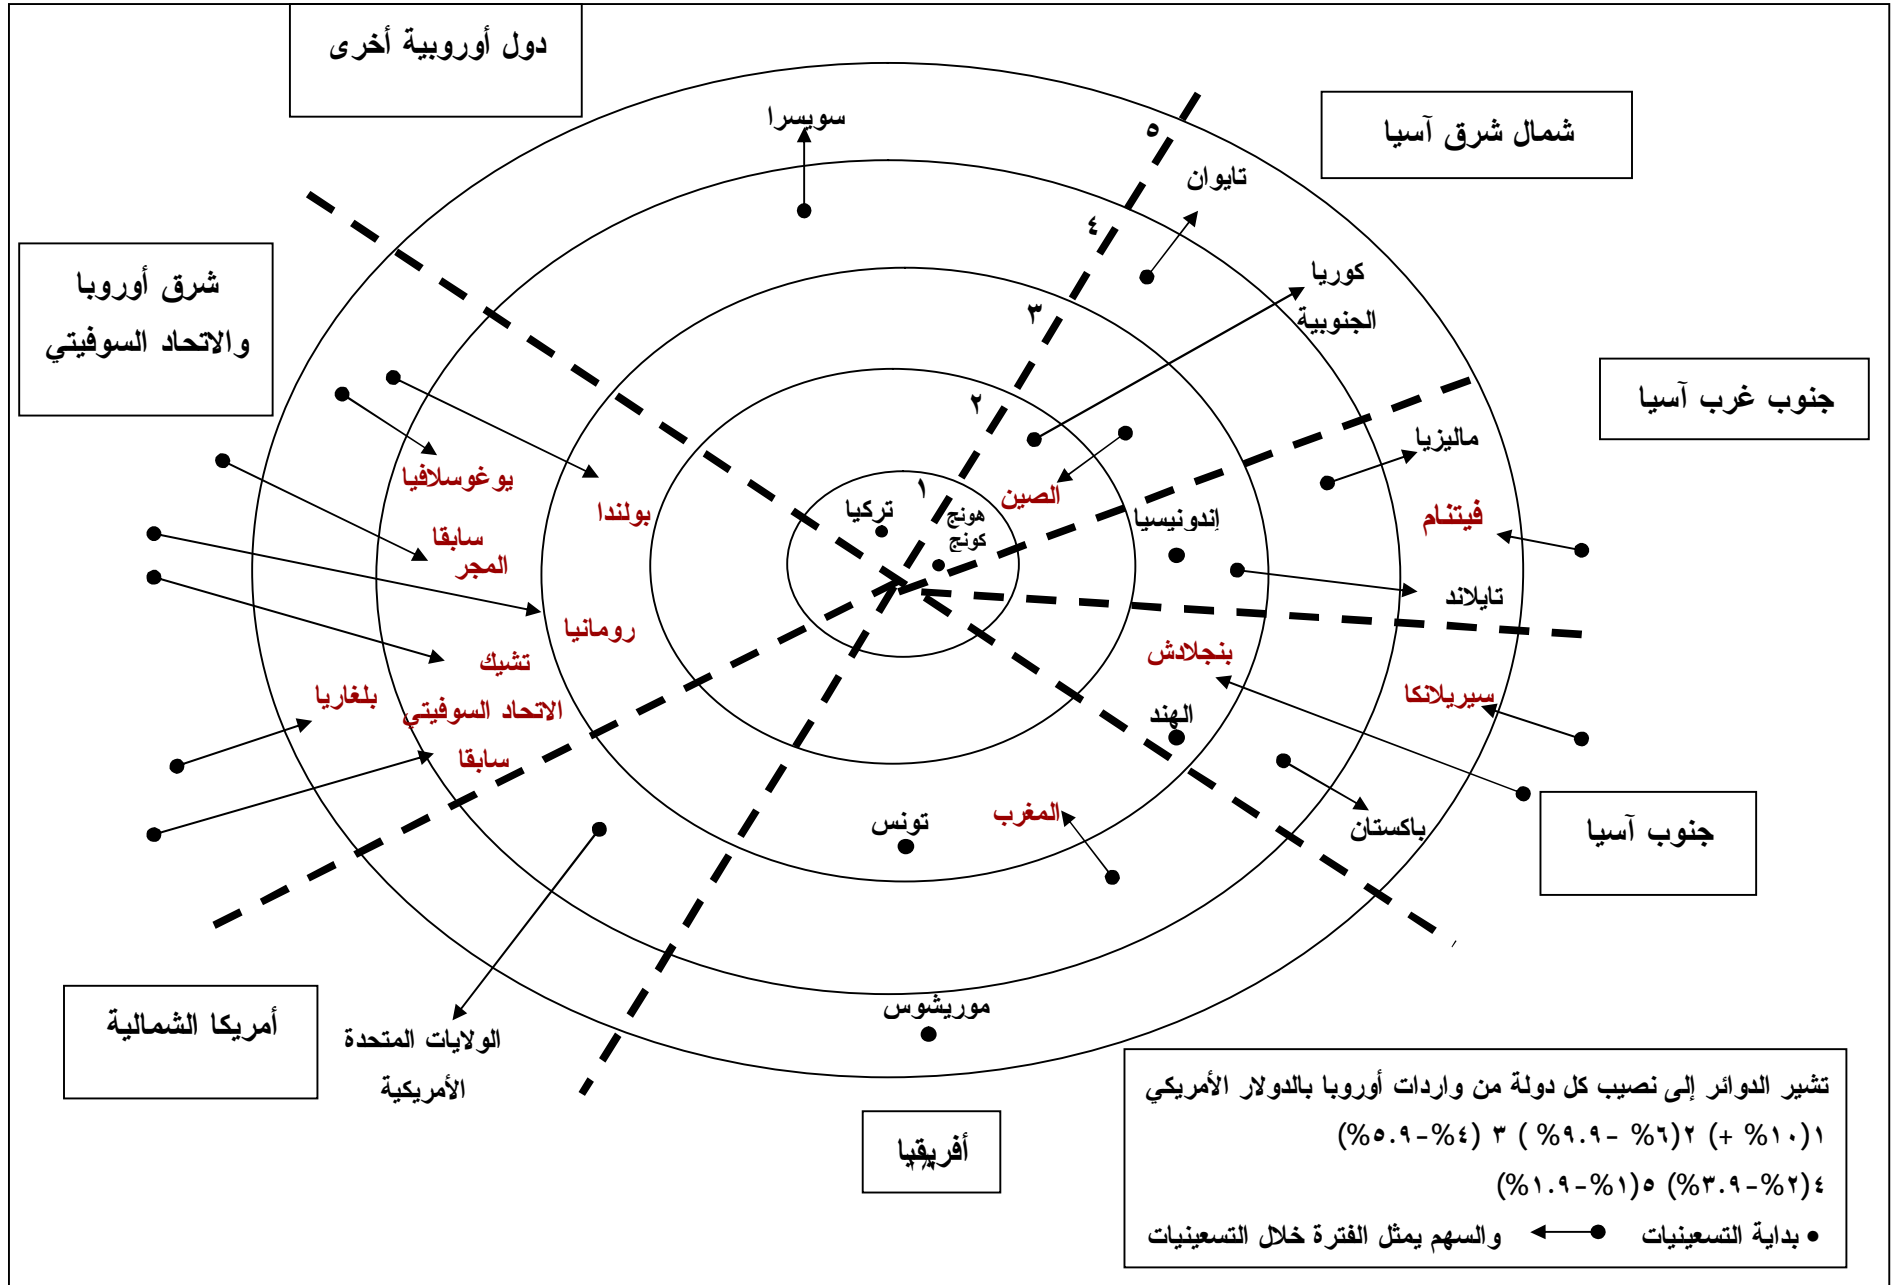 دول أوروبية أخرى
شمال شرق آسيا
سويسرا
٥
تايوان
٤
شرق أوروبا
والاتحاد السوفيتي
كوريا
الجنوبية
٣
جنوب غرب آسيا
٢
ماليزيا
يوغوسلافيا
سابقا
المجر
بولندا
١
تركيا
هونج
كونج
الصين
إندونيسيا
فيتنام
تايلاند
رومانيا
تشيك
بلغاريا
الاتحاد السوفيتي
سابقا
بنجلادش
سيريلانكا
الهند
باكستان
جنوب آسيا
المغرب
تونس
موريشوس
أمريكا الشمالية
الولايات المتحدة
الأمريكية
أفريقيا
تشير الدوائر إلى نصيب كل دولة من واردات أوروبا بالدولار الأمريكي
١(١٠% +) ٢(٦% -٩.٩% ) ٣ (٤%-٥.٩%)
٤(٢%-٣.٩%) ٥(١%-١.٩%)
• بداية التسعينيات والسهم يمثل الفترة خلال التسعينيات